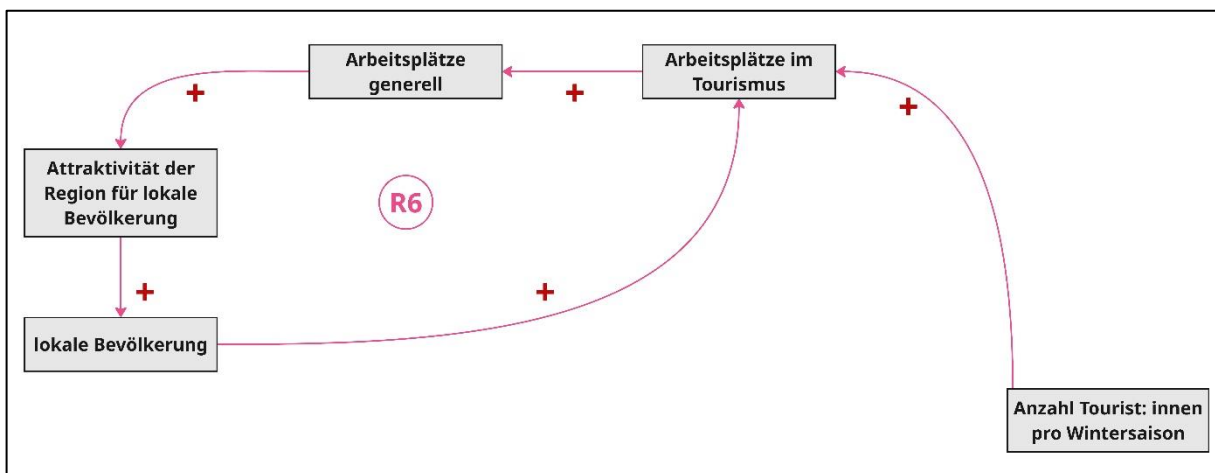 Arbeitsplätze
generell
Arbeitsplätze im
Tourismus
+
+
+
Attraktivität der
Region für lokale
Bevölkerung
R6
+
+
lokale Bevölkerung
Anzahl Tourist: innen
pro Wintersaison